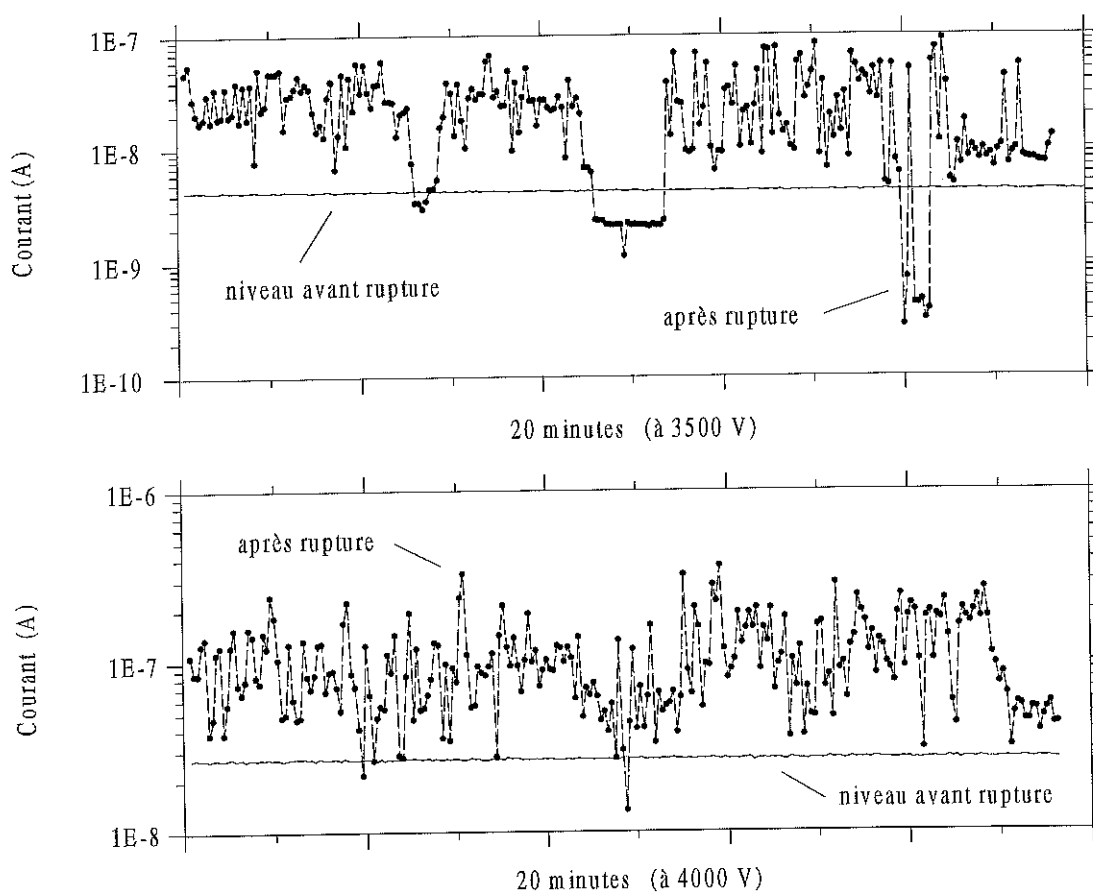 1E-7
1E-8
1E-9
1E-10
Courant (A)
niveau avant rupture
après rupture
20 minutes (à 3500 V)
1E-6
1E-7
1E-8
Courant (A)
après rupture
niveau avant rupture
20 minutes (à 4000 V)